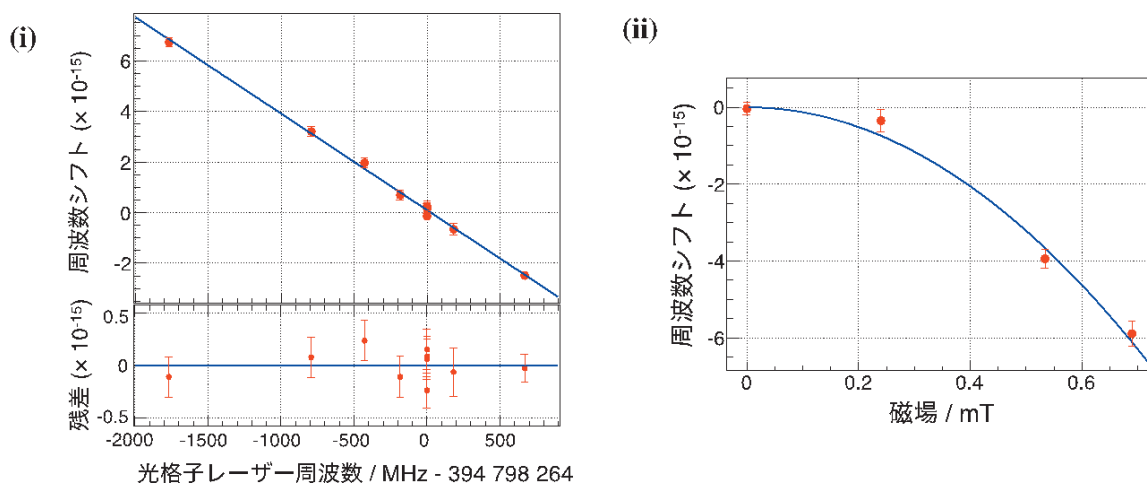 (i)
周波数シフト (× 10⁻¹⁵)
6
4
2
0
-2
残差 (× 10⁻¹⁵)
0.5
0
-0.5
-2000 -1500 -1000 -500 0 500
光格子レーザー周波数 / MHz - 394 798 264
(ii)
周波数シフト (× 10⁻¹⁵)
0
-2
-4
-6
0 0.2 0.4 0.6
磁場 / mT